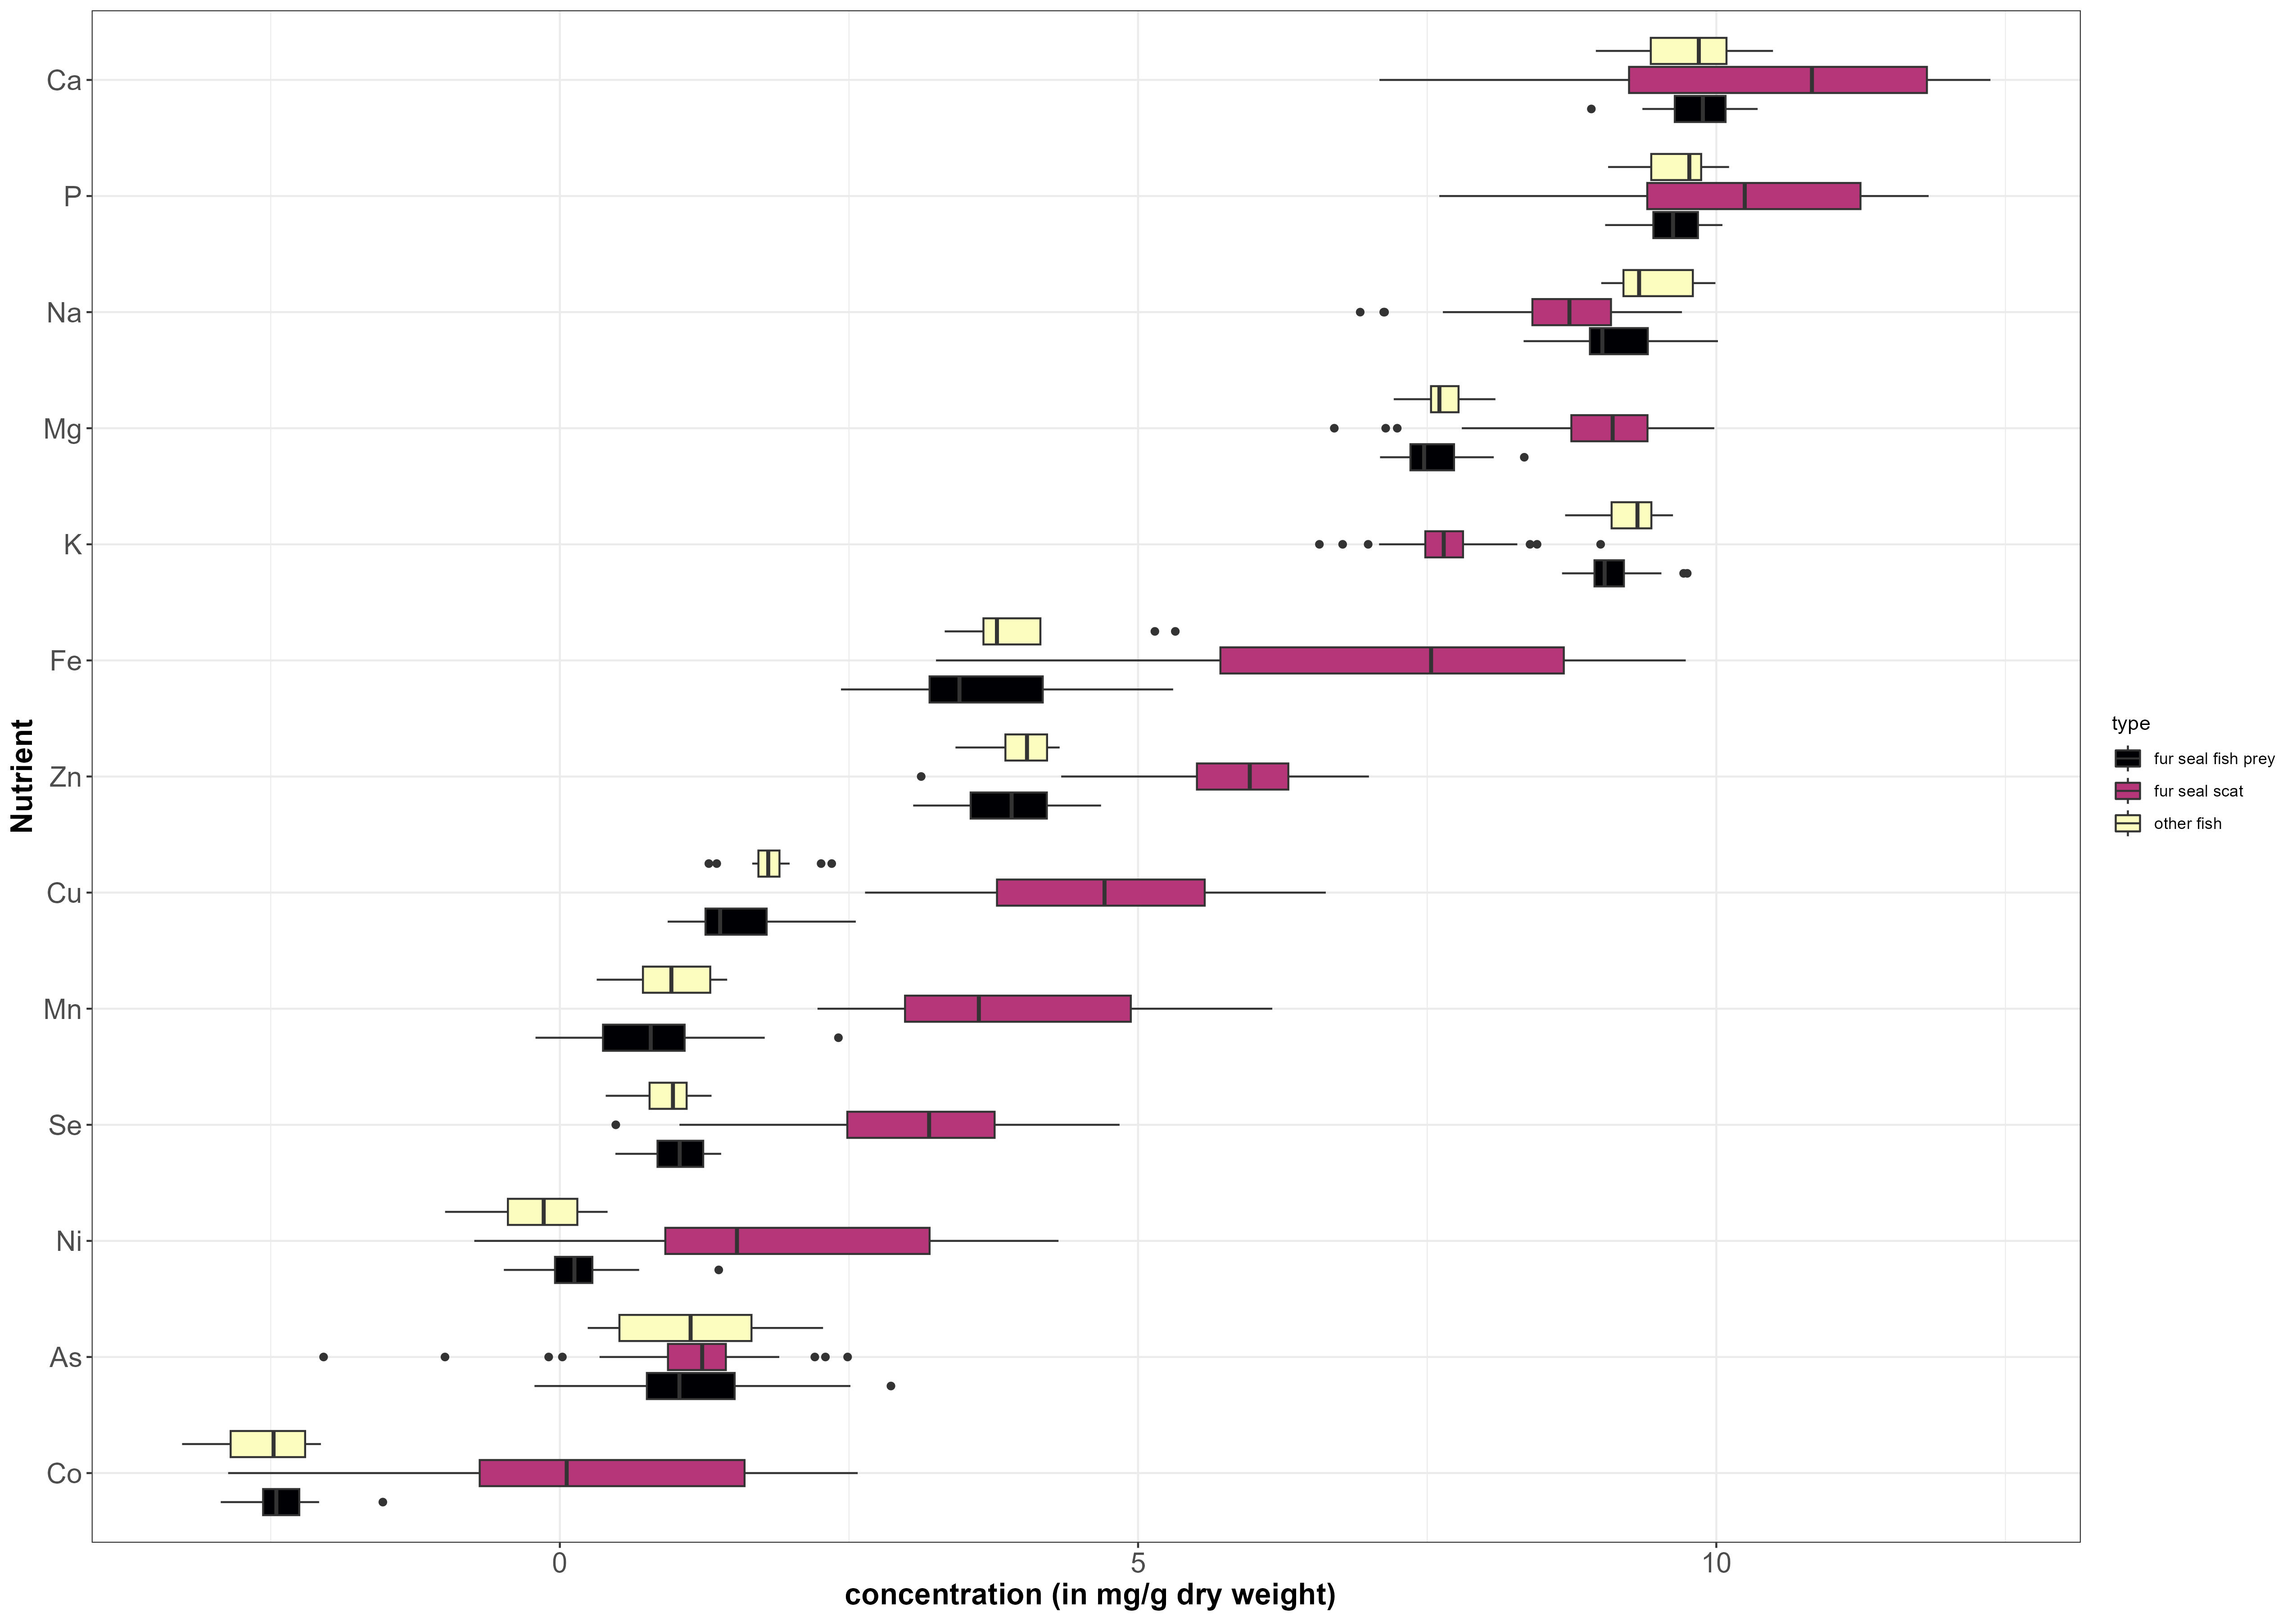 Ca
P
Na
Mg
K
Fe
Zn
Cu
Mn
Se
Ni
As
Co
Nutrient
0 5 10
concentration (in mg/g dry weight)
type
fur seal fish prey
fur seal scat
other fish